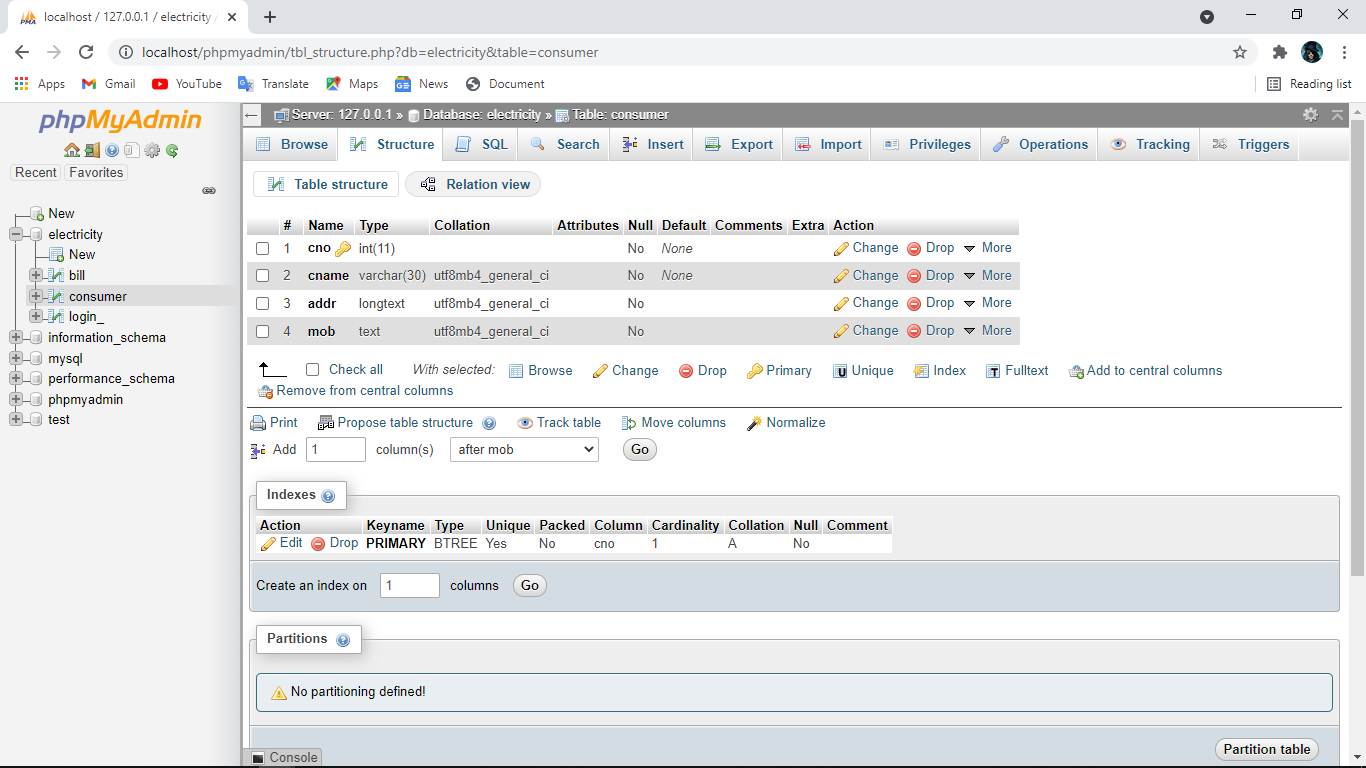 localhost / 127.0.0.1 / electricity
localhost/phpmyadmin/tbl_structure.php?db=electricity&table=consumer
Apps Gmail YouTube Translate Maps News Document Reading list
phpMyAdmin
Recent Favorites
New
electricity
New
bill
consumer
login_
information_schema
mysql
performance_schema
phpmyadmin
test
Server: 127.0.0.1 » Database: electricity » Table: consumer
Browse Structure SQL Search Insert Export Import Privileges Operations Tracking Triggers
Table structure Relation view
# Name Type Collation Attributes Null Default Comments Extra Action
1 cno int(11) No None Change Drop More
2 cname varchar(30) utf8mb4_general_ci No None Change Drop More
3 addr longtext utf8mb4_general_ci No Change Drop More
4 mob text utf8mb4_general_ci No Change Drop More
Check all With selected: Browse Change Drop Primary Unique Index Fulltext Add to central columns
Remove from central columns
Print Propose table structure Track table Move columns Normalize
Add 1 column(s) after mob Go
Indexes
Action Keyname Type Unique Packed Column Cardinality Collation Null Comment
Edit Drop PRIMARY BTREE Yes No cno 1 A No
Create an index on 1 columns Go
Partitions
No partitioning defined!
Partition table
Console